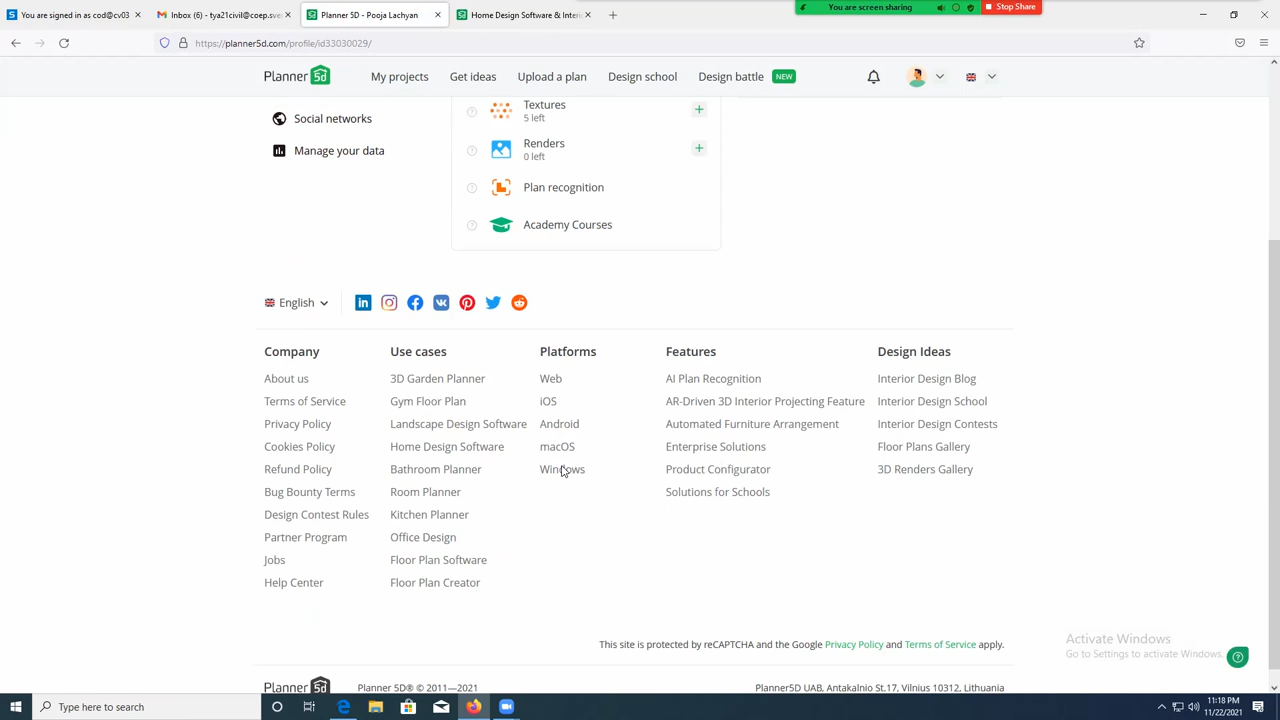 You are signed in as cod@cv
Inbox (6) - tya21civil@coep.sv
Planner 5D - Pooja Lachyan
Home Design Software & Inter
You are screen sharing
Stop Share
https://planner5d.com/profile/id33030029/
Planner 5d
My projects
Get ideas
Upload a plan
Design school
Design battle
NEW
Textures
5 left
Social networks
Renders
0 left
Manage your data
Plan recognition
Academy Courses
English
Company
Use cases
Platforms
Features
Design Ideas
About us
3D Garden Planner
Web
AI Plan Recognition
Interior Design Blog
Terms of Service
Gym Floor Plan
iOS
AR-Driven 3D Interior Projecting Feature
Interior Design School
Privacy Policy
Landscape Design Software
Android
Automated Furniture Arrangement
Interior Design Contests
Cookies Policy
Home Design Software
macOS
Enterprise Solutions
Floor Plans Gallery
Refund Policy
Bathroom Planner
Windows
Product Configurator
3D Renders Gallery
Bug Bounty Terms
Room Planner
Solutions for Schools
Design Contest Rules
Kitchen Planner
Partner Program
Office Design
Jobs
Floor Plan Software
Help Center
Floor Plan Creator
This site is protected by reCAPTCHA and the Google Privacy Policy and Terms of Service apply.
Activate Windows
Go to Settings to activate Windows.
Planner 5d
Planner 5D® © 2011—2021
Planner5D UAB, Antakalnio St.17, Vilnius 10312, Lithuania
Type here to search
11:18 PM
11/22/2021